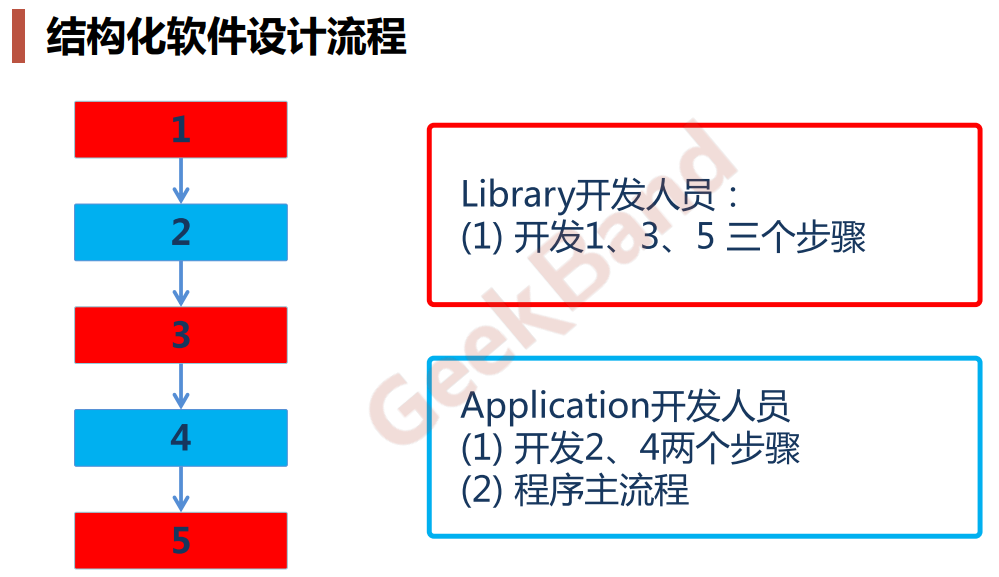 结构化软件设计流程
1
2
3
4
5
Library开发人员：
(1) 开发1、3、5 三个步骤
Application开发人员
(1) 开发2、4两个步骤
(2) 程序主流程
GeekBand